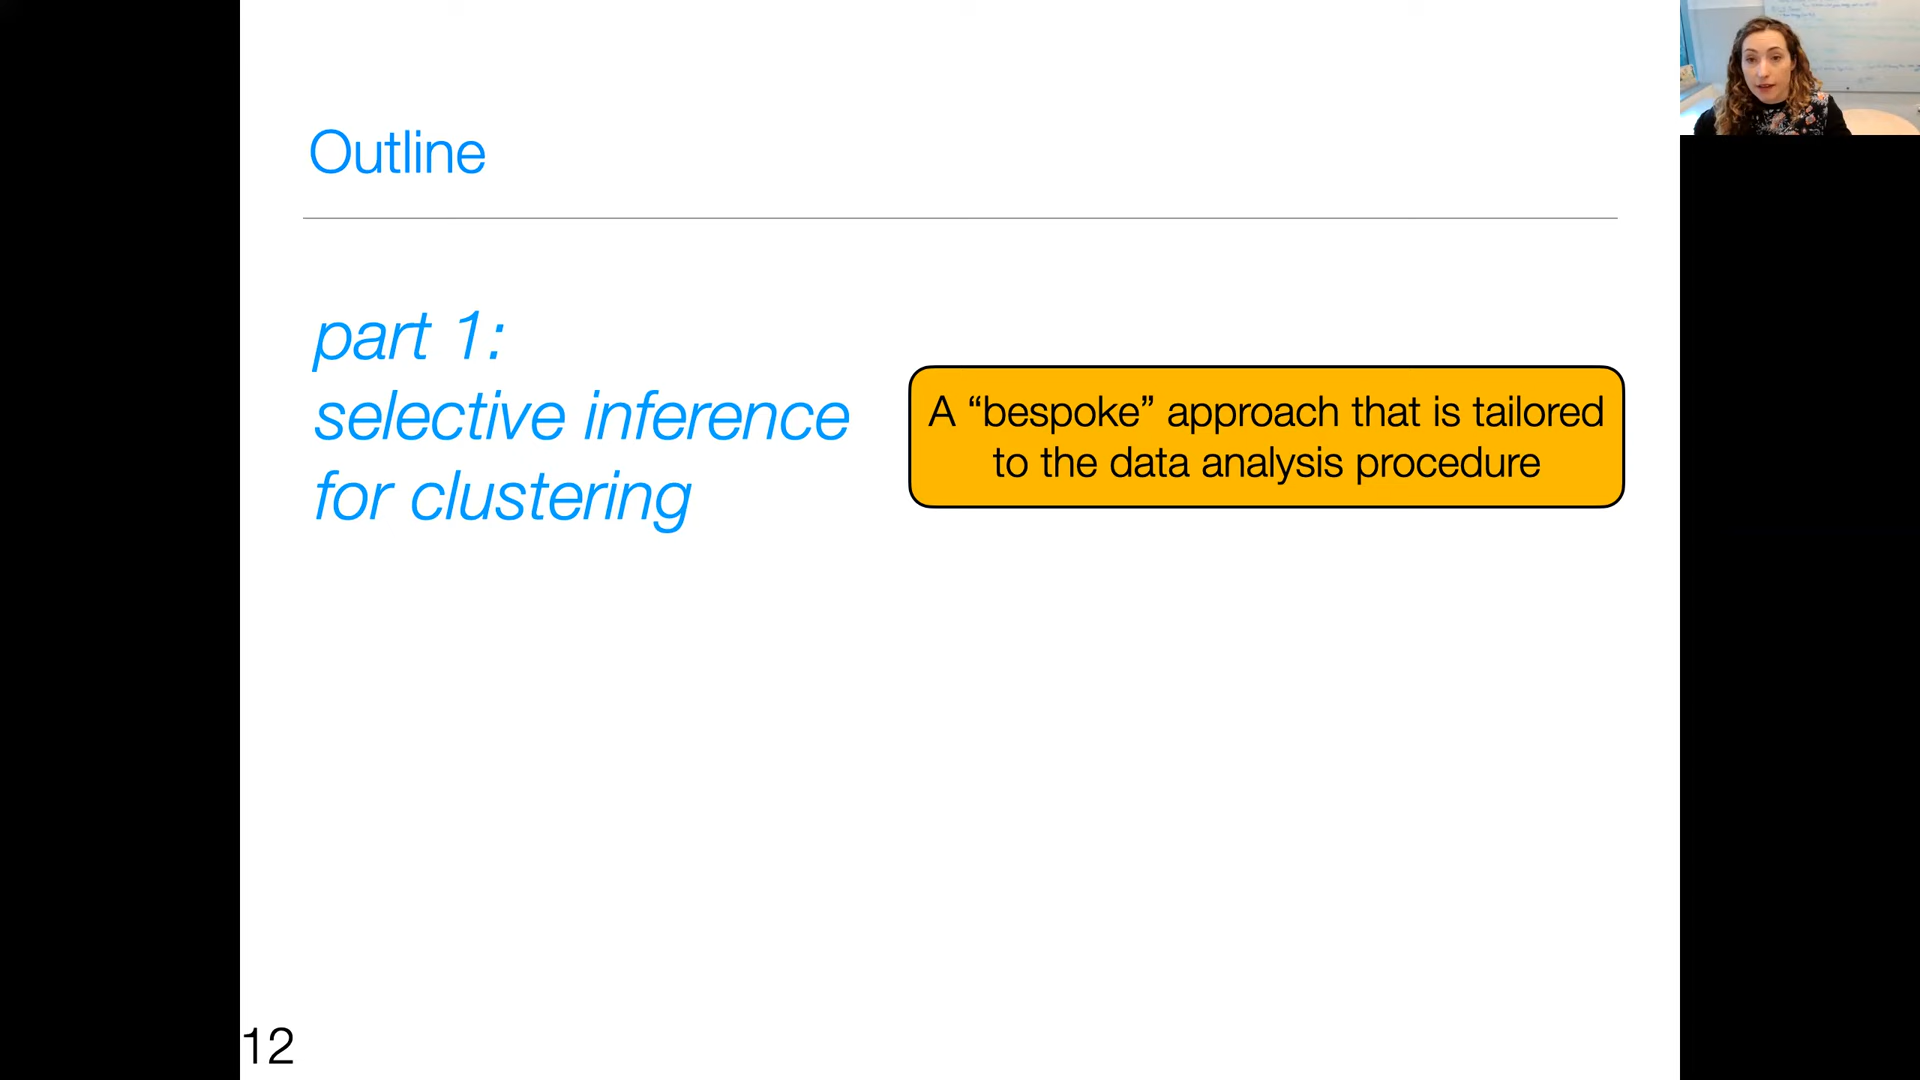 Outline
part 1:
selective inference
for clustering
A “bespoke” approach that is tailored
to the data analysis procedure
12